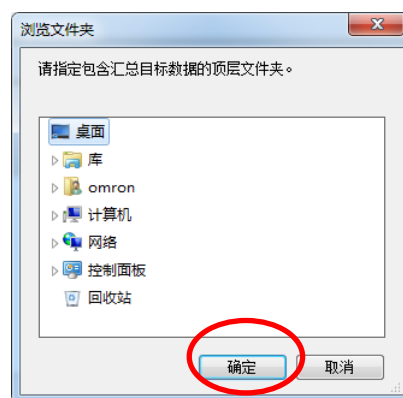 浏览文件夹
请指定包含汇总目标数据的顶层文件夹。
桌面
库
omron
计算机
网络
控制面板
回收站
确定
取消